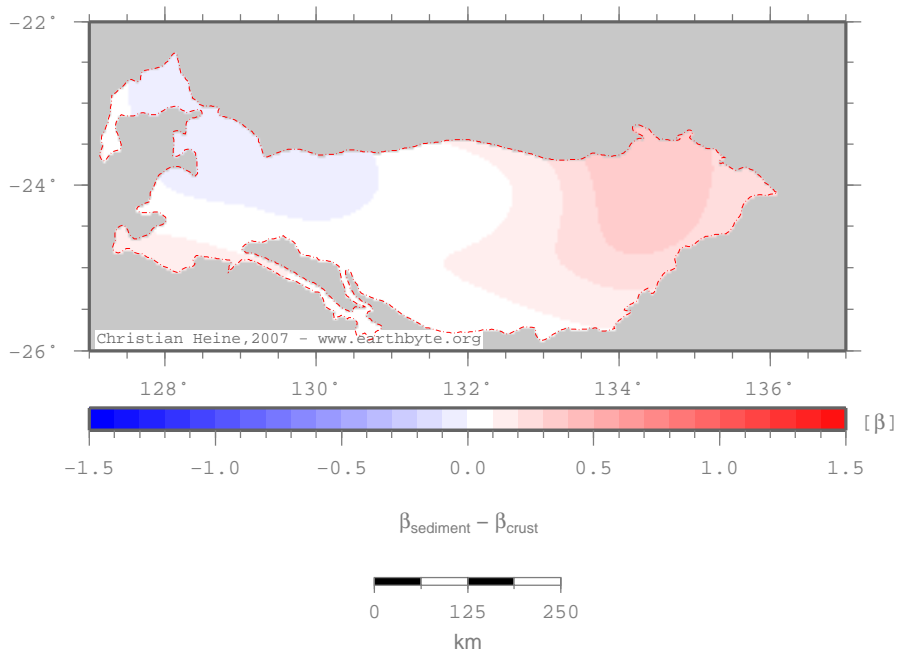 −22°
−24°
−26°
Christian Heine,2007 − www.earthbyte.org
128° 130° 132° 134° 136°
[β]
−1.5 −1.0 −0.5 0.0 0.5 1.0 1.5
βsediment − βcrust
0 125 250
km